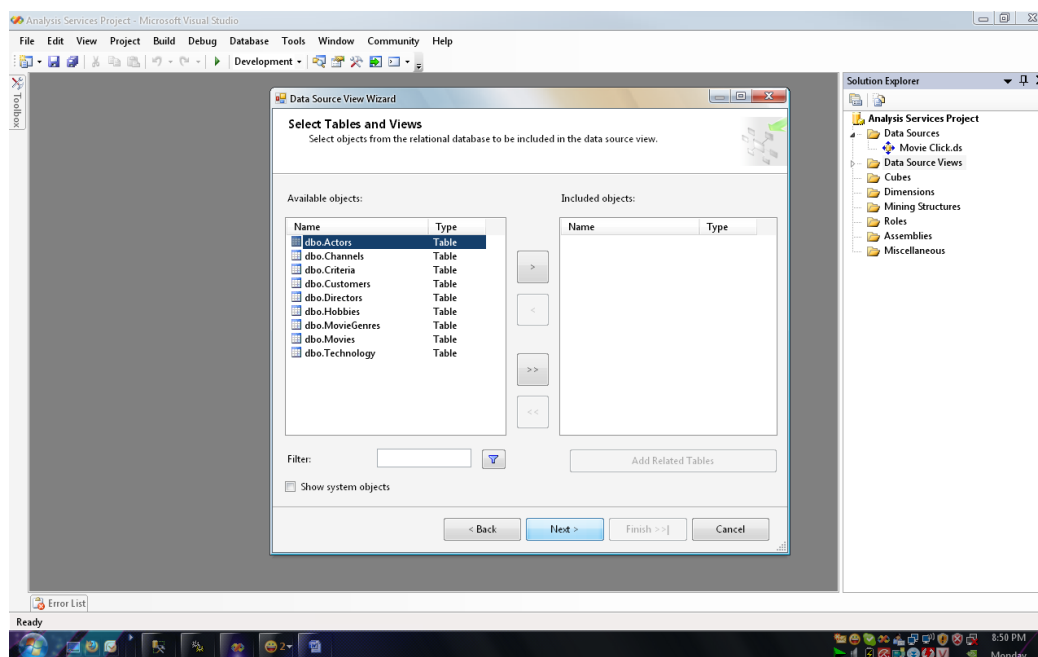 Analysis Services Project - Microsoft Visual Studio
File Edit View Project Build Debug Database Tools Window Community Help
Development
Toolbox
Data Source View Wizard
Select Tables and Views
Select objects from the relational database to be included in the data source view.
Available objects:
Name Type
dbo.Actors Table
dbo.Channels Table
dbo.Criteria Table
dbo.Customers Table
dbo.Directors Table
dbo.Hobbies Table
dbo.MovieGenres Table
dbo.Movies Table
dbo.Technology Table
>
<
>>
<<
Included objects:
Name Type
Filter:
Add Related Tables
Show system objects
< Back Next > Finish >>| Cancel
Solution Explorer
Analysis Services Project
Data Sources
Movie Click.ds
Data Source Views
Cubes
Dimensions
Mining Structures
Roles
Assemblies
Miscellaneous
Error List
Ready
2
8:50 PM
Monday